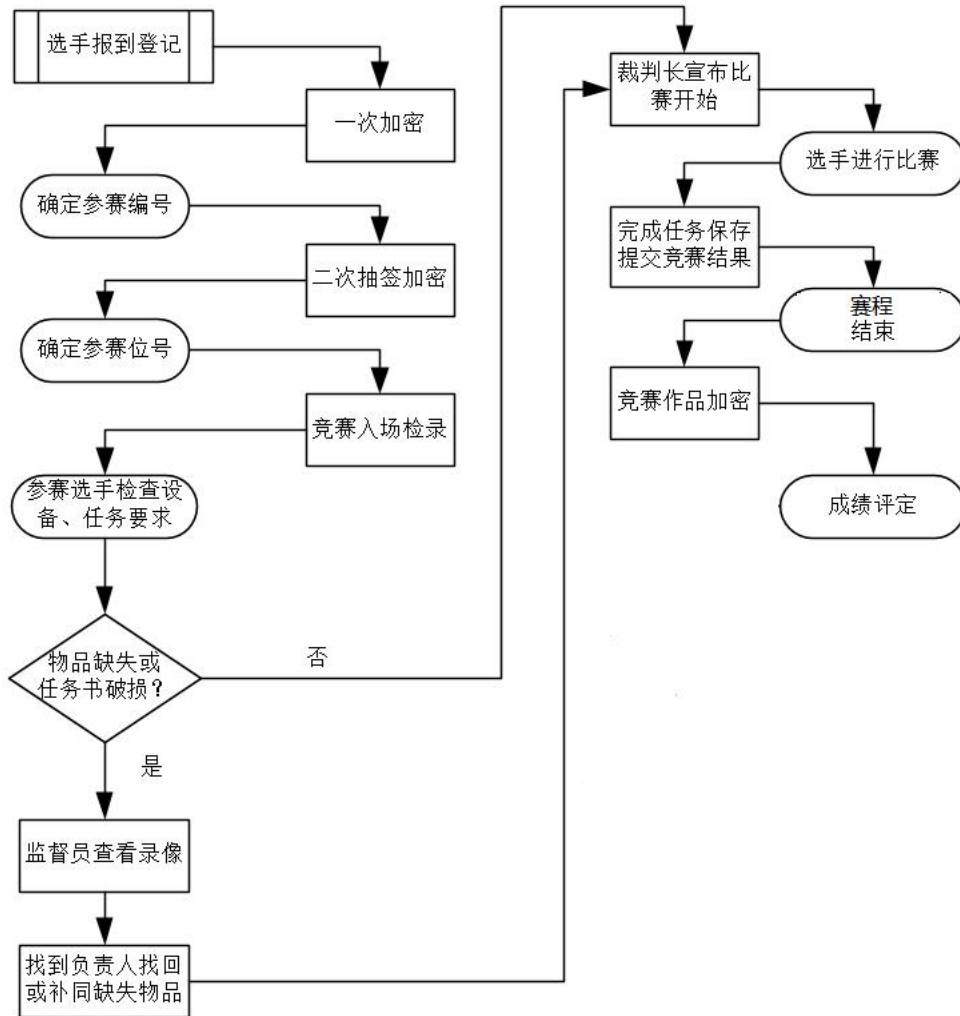 选手报到登记
一次加密
确定参赛编号
二次抽签加密
确定参赛位号
竞赛入场检录
参赛选手检查设
备、任务要求
物品缺失或
任务书破损?
否
是
监督员查看录像
找到负责人找回
或补同缺失物品
裁判长宣布比
赛开始
选手进行比赛
完成任务保存
提交竞赛结果
赛程
结束
竞赛作品加密
成绩评定